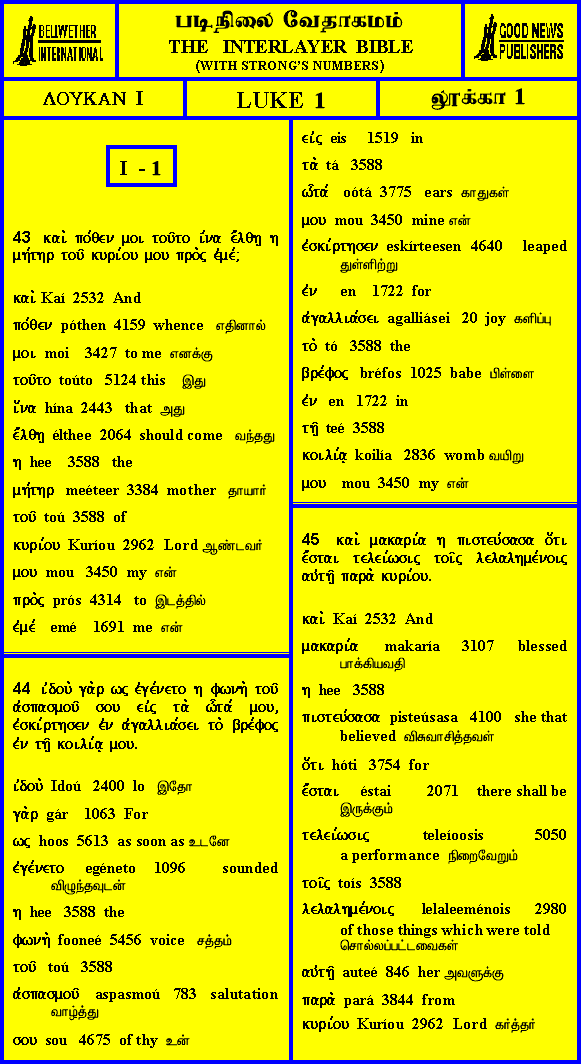 BELLWETHER
INTERNATIONAL
படிநிலை வேதாகமம்
THE INTERLAYER BIBLE
(WITH STRONG'S NUMBERS)
GOOD NEWS
PUBLISHERS
ΛΟΥΚΑΝ Ι
LUKE 1
லூக்கா 1
I - 1
43 καὶ πόθεν μοι τοῦτο ἵνα ἔλθῃ η
μήτηρ τοῦ κυρίου μου πρὸς ἐμέ;
καὶ Kaí 2532 And
πόθεν póthen 4159 whence எதினால்
μοι moi 3427 to me எனக்கு
τοῦτο toúto 5124 this இது
ἵνα hína 2443 that அது
ἔλθῃ élthee 2064 should come வந்தது
η hee 3588 the
μήτηρ meéteer 3384 mother தாயார்
τοῦ toú 3588 of
κυρίου Kuríou 2962 Lord ஆண்டவர்
μου mou 3450 my என்
πρὸς prós 4314 to இடத்தில்
ἐμέ emé 1691 me என்
44 ἰδοὺ γὰρ ως ἐγένετο η φωνὴ τοῦ
ἀσπασμοῦ σου εἰς τὰ ὦτά μου,
ἐσκίρτησεν ἐν ἀγαλλιάσει τὸ βρέφος
ἐν τῇ κοιλίᾳ μου.
ἰδοὺ Idoú 2400 lo இதோ
γὰρ gár 1063 For
ως hoos 5613 as soon as உடனே
ἐγένετο egéneto 1096 sounded
விழுந்தவுடன்
η hee 3588 the
φωνὴ fooneé 5456 voice சத்தம்
τοῦ toú 3588
ἀσπασμοῦ aspasmoú 783 salutation
வாழ்த்து
σου sou 4675 of thy உன்
εἰς eis 1519 in
τὰ tá 3588
ὦτά oótá 3775 ears காதுகள்
μου mou 3450 mine என்
ἐσκίρτησεν eskírteesen 4640 leaped
துள்ளிற்று
ἐν en 1722 for
ἀγαλλιάσει agalliásei 20 joy களிப்பு
τὸ tó 3588 the
βρέφος bréfos 1025 babe பிள்ளை
ἐν en 1722 in
τῇ teé 3588
κοιλίᾳ koilía 2836 womb வயிறு
μου mou 3450 my என்
45 καὶ μακαρία η πιστεύσασα ὅτι
ἔσται τελείωσις τοῖς λελαλημένοις
αὐτῇ παρὰ κυρίου.
καὶ Kaí 2532 And
μακαρία makaría 3107 blessed
பாக்கியவதி
η hee 3588
πιστεύσασα pisteúsasa 4100 she that
believed விசுவாசித்தவள்
ὅτι hóti 3754 for
ἔσται éstai 2071 there shall be
இருக்கும்
τελείωσις teleíoosis 5050
a performance நிறைவேறும்
τοῖς toís 3588
λελαλημένοις lelaleeménois 2980
of those things which were told
சொல்லப்பட்டவைகள்
αὐτῇ auteé 846 her அவளுக்கு
παρὰ pará 3844 from
κυρίου Kuríou 2962 Lord கர்த்தர்